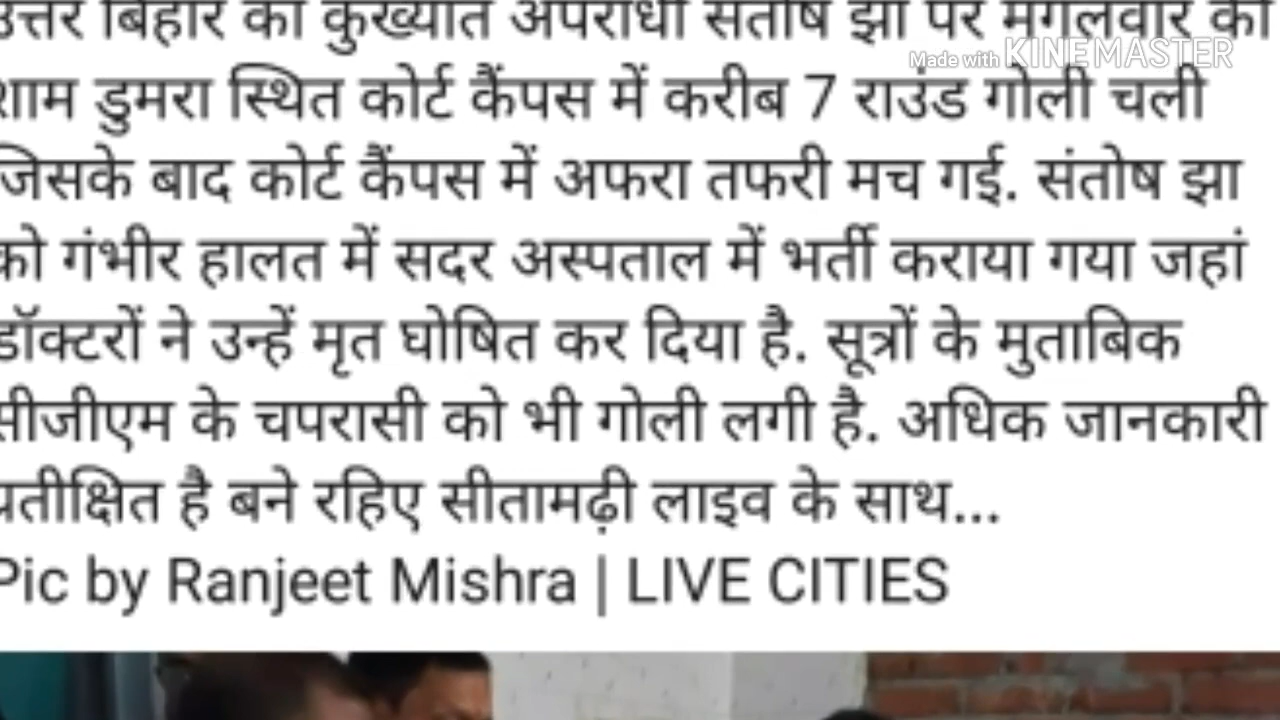 उत्तर बिहार का कुख्यात अपराधी संतोष झा पर मंगलवार की
Made with KINEMASTER
शाम डुमरा स्थित कोर्ट कैंपस में करीब 7 राउंड गोली चली
जिसके बाद कोर्ट कैंपस में अफरा तफरी मच गई. संतोष झा
को गंभीर हालत में सदर अस्पताल में भर्ती कराया गया जहां
डॉक्टरों ने उन्हें मृत घोषित कर दिया है. सूत्रों के मुताबिक
सीजीएम के चपरासी को भी गोली लगी है. अधिक जानकारी
प्रतीक्षित है बने रहिए सीतामढ़ी लाइव के साथ...
Pic by Ranjeet Mishra | LIVE CITIES